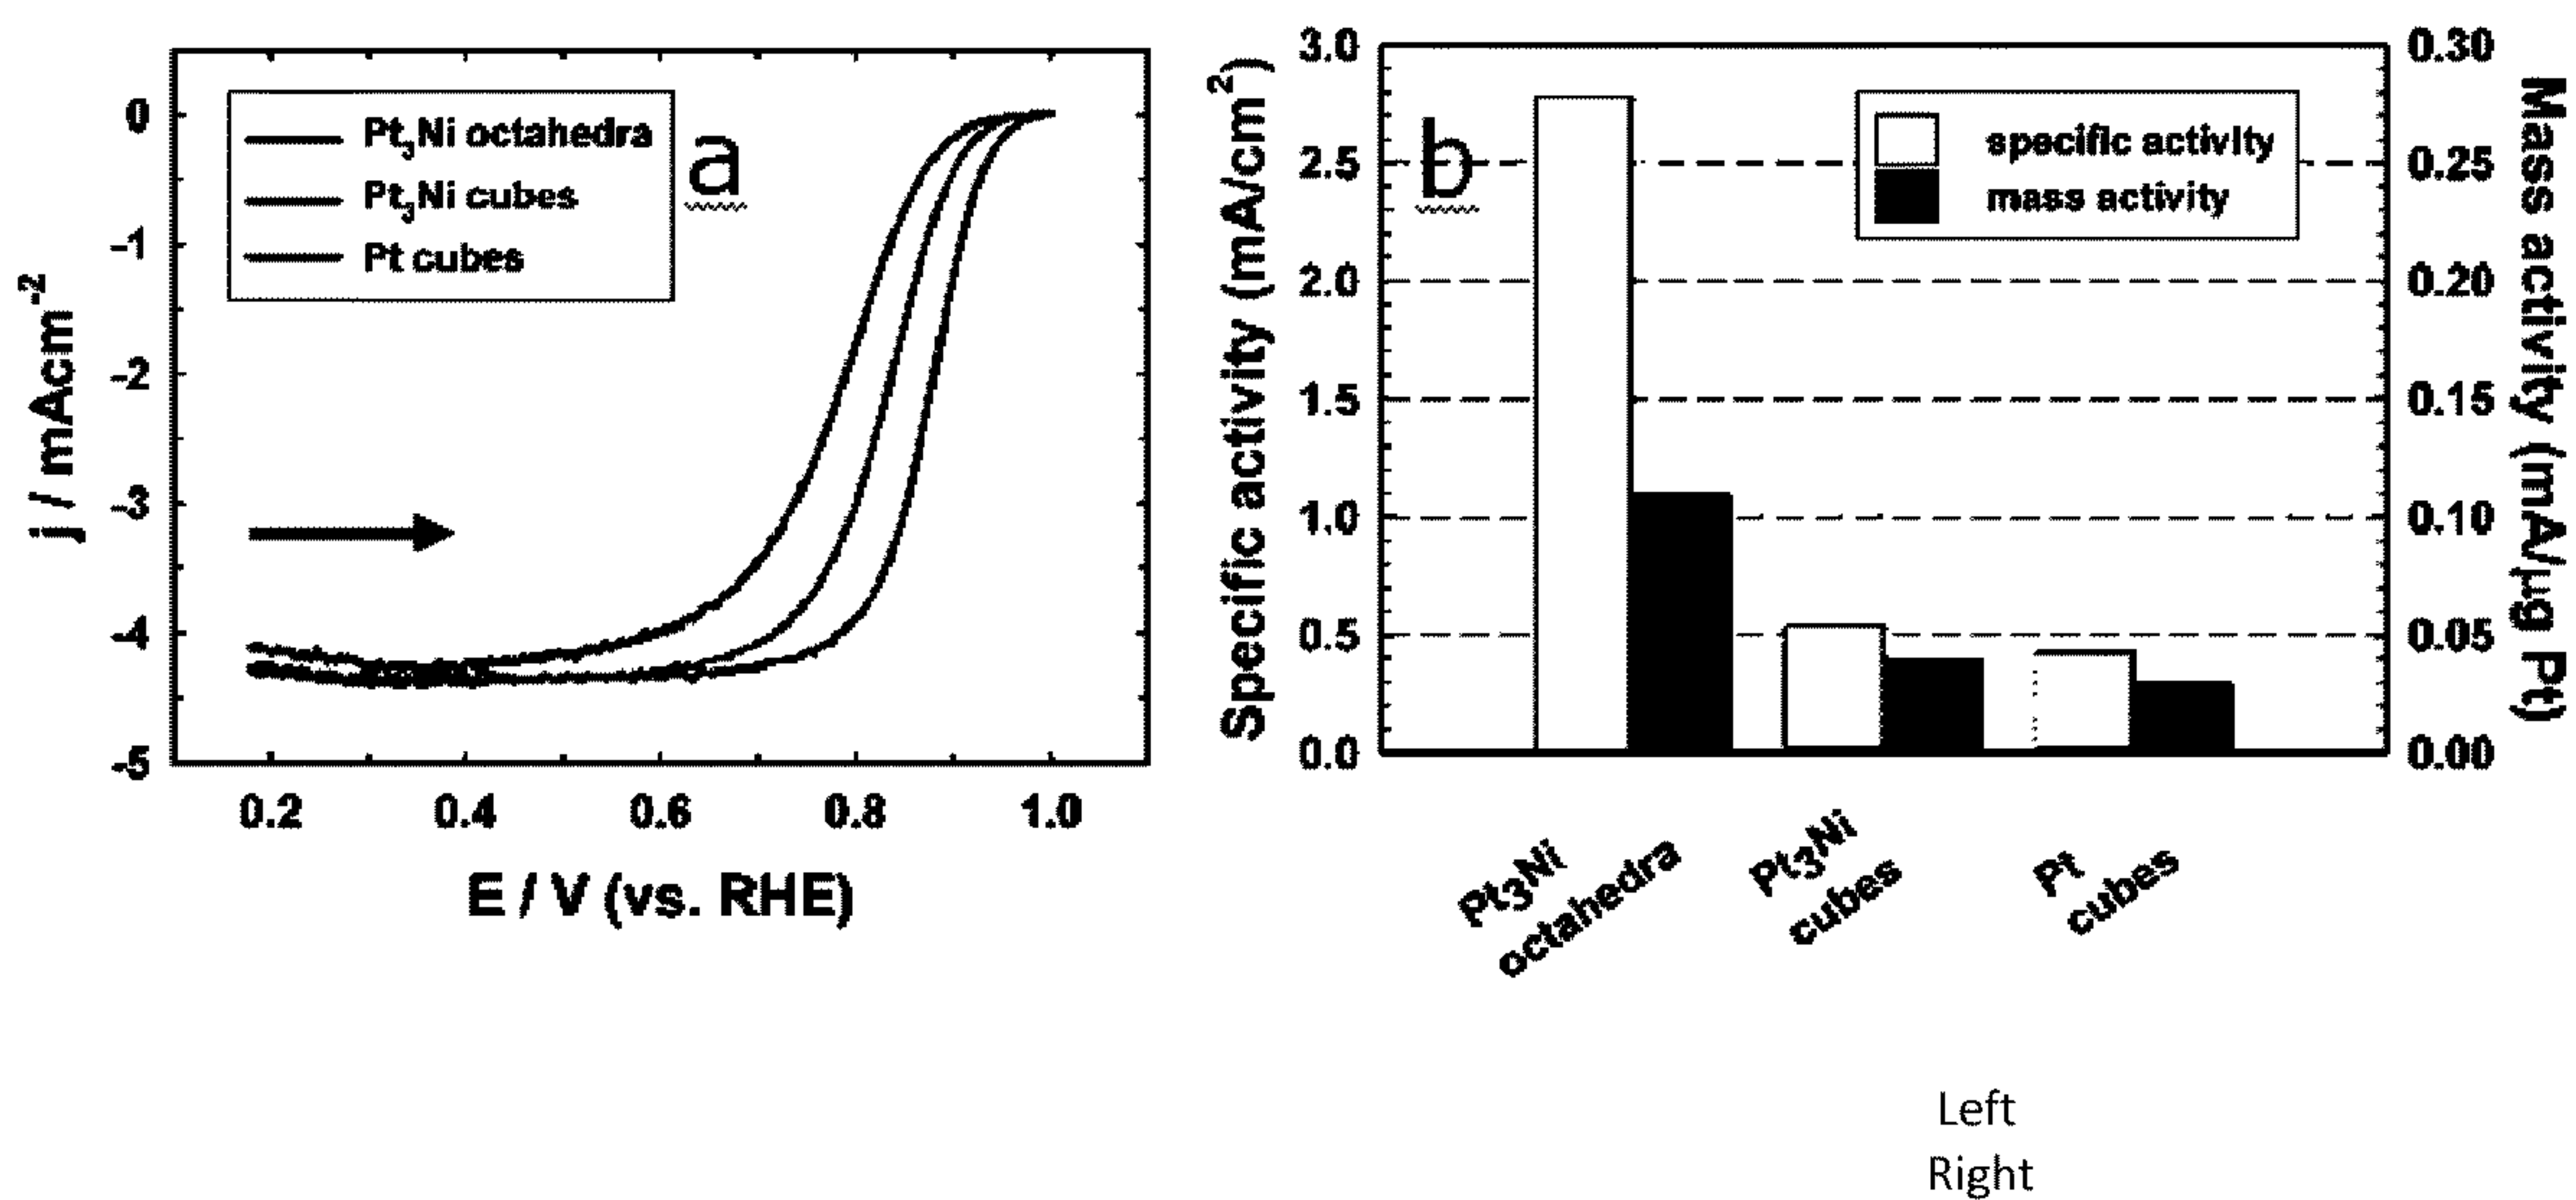 Pt3Ni octahedra
Pt3Ni cubes
Pt cubes
a
0
-1
-2
-3
-4
-5
j / mAcm-2
0.2 0.4 0.6 0.8 1.0
E / V (vs. RHE)
b
specific activity
mass activity
3.0
2.5
2.0
1.5
1.0
0.5
0.0
Specific activity (mA/cm2)
0.30
0.25
0.20
0.15
0.10
0.05
0.00
Mass activity (mA/μg Pt)
Pt3Ni
octahedra
Pt3Ni
cubes
Pt
cubes
Left
Right